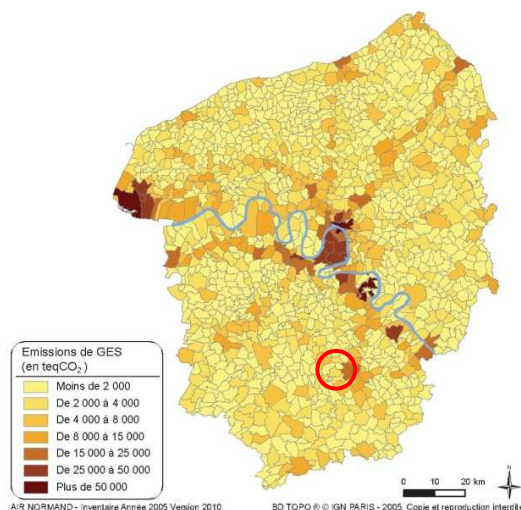 Emissions de GES
(en teqCO₂)
Moins de 2 000
De 2 000 à 4 000
De 4 000 à 8 000
De 8 000 à 15 000
De 15 000 à 25 000
De 25 000 à 50 000
Plus de 50 000
N
0 10 20 km
AIR NORMAND - Inventaire Année 2005 Version 2010
BD TOPO ® © IGN PARIS - 2005. Copie et reproduction interdite